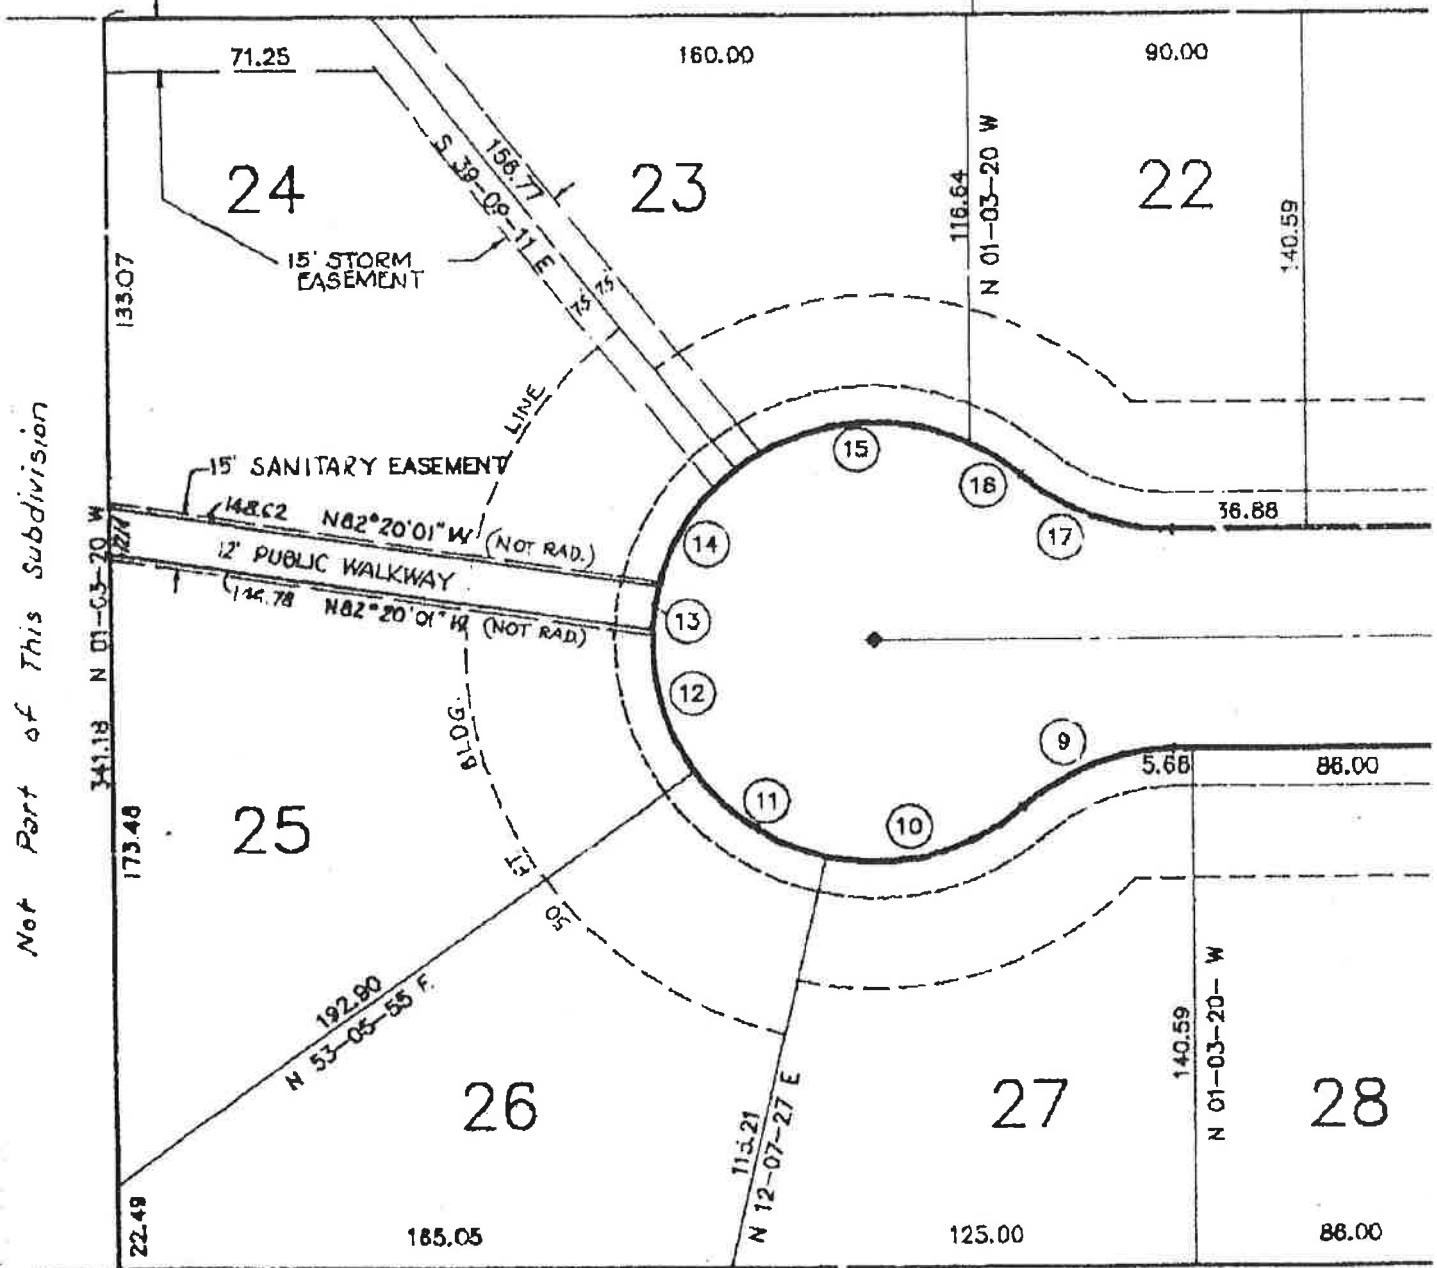 71.25
160.00
90.00
24
23
22
158.77
S 39-09-11 E
7.5 7.5
15' STORM
EASEMENT
133.07
116.64
N 01-03-20 W
140.59
LINE
15' SANITARY EASEMENT
148.62 N82°20'01" W (NOT RAD.)
12' PUBLIC WALKWAY
N82°20'01" W (NOT RAD.)
Not Part of This Subdivision
341.18 N 01-03-20 W
173.48
15
18
17
36.88
14
13
12
11
10
9
5.68
86.00
BLDG.
50
25
192.90
N 53-05-55 E
26
22.49
165.05
N 12-07-27 E
27
125.00
140.59
N 01-03-20- W
28
86.00